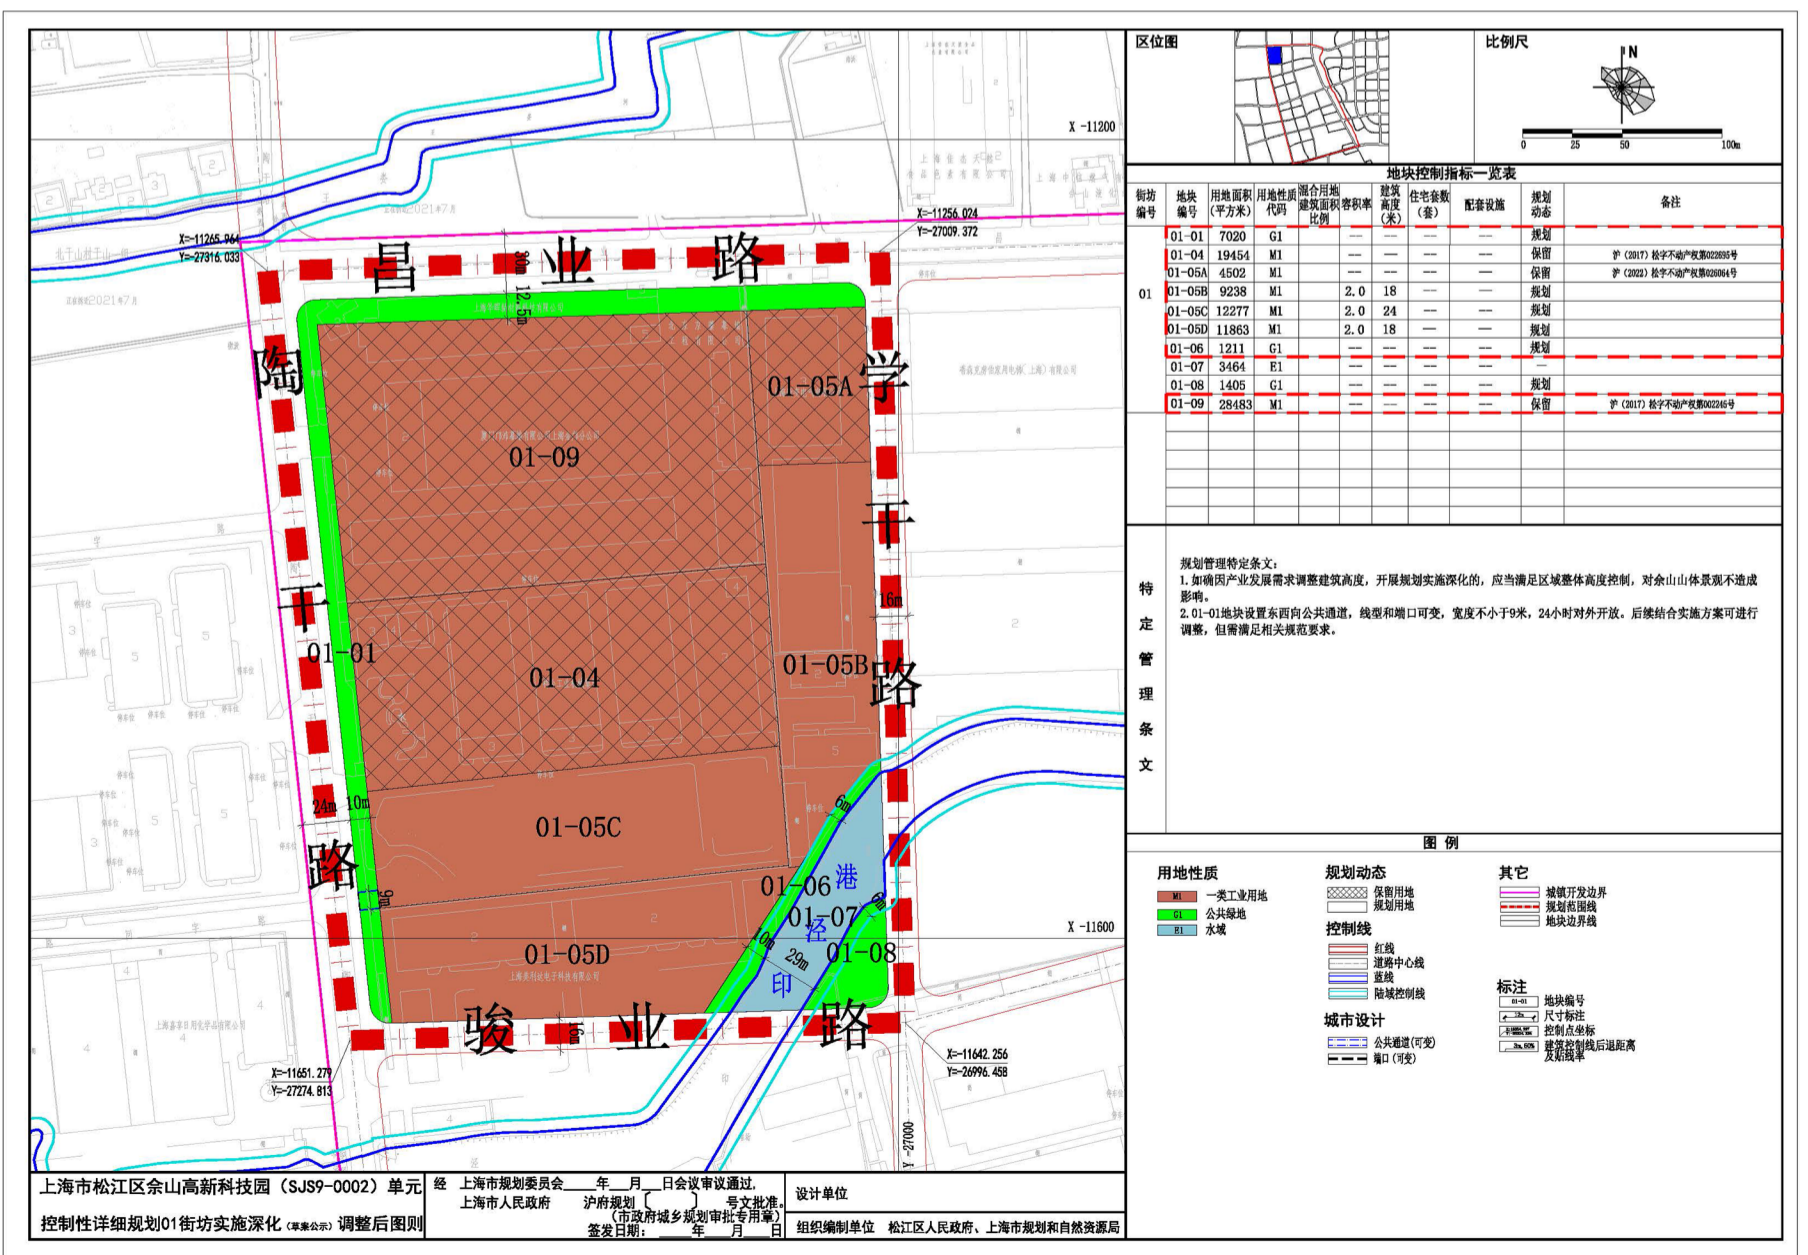 区位图
比例尺
N
0 25 50 100m
地块控制指标一览表
街坊编号 地块编号 用地面积(平方米) 用地性质代码 混合用地建筑面积比例 容积率 建筑高度(米) 住宅套数(套) 配套设施 规划动态 备注
01
01-01 7020 G1 —— —— —— —— —— 规划
01-04 19454 M1 —— —— —— —— 保留 沪(2017)松字不动产权第022695号
01-05A 4502 M1 —— —— —— —— 保留 沪(2022)松字不动产权第026064号
01-05B 9238 M1 2.0 18 —— —— 规划
01-05C 12277 M1 2.0 24 —— —— 规划
01-05D 11863 M1 2.0 18 —— —— 规划
01-06 1211 G1 —— —— —— —— 规划
01-07 3464 E1 —— —— —— —— —
01-08 1405 G1 —— —— —— —— 规划
01-09 28483 M1 —— —— —— —— 保留 沪(2017)松字不动产权第002245号
特定管理条文
规划管理特定条文：
1.如确因产业发展需求调整建筑高度，开展规划实施深化的，应当满足区域整体高度控制，对佘山山体景观不造成
影响。
2.01-01地块设置东西向公共通道，线型和端口可变，宽度不小于9米，24小时对外开放。后续结合实施方案可进行
调整，但需满足相关规范要求。
图 例
用地性质
M1 一类工业用地
G1 公共绿地
E1 水域
规划动态
保留用地
规划用地
控制线
红线
道路中心线
蓝线
陆域控制线
城市设计
公共通道(可变)
端口(可变)
其它
城镇开发边界
规划范围线
地块边界线
标注
01-01 地块编号
12m 尺寸标注
控制点坐标
3m,60% 建筑控制线后退距离
及贴线率
X -11200
X=-11256.024
Y=-27009.372
X=-11265.964
Y=-27316.033
昌业路
30m
12.5m
陶干路
学干路
01-05A
01-09
16m
01-01
01-04
01-05B
24m 10m
6m
01-05C
9m
01-06
港
01-07
6m
泾
X -11600
10m
01-08
01-05D
29m
印
骏业路
16m
X=-11651.279
Y=-27274.813
X=-11642.256
Y=-26996.458
Y -27000
上海市松江区佘山高新科技园（SJS9-0002）单元
控制性详细规划01街坊实施深化（草案公示）调整后图则
经 上海市规划委员会____年__月__日会议审议通过，
上海市人民政府 沪府规划〔 〕 号文批准。
（市政府城乡规划审批专用章）
签发日期： ____年___月___日
设计单位
组织编制单位 松江区人民政府、上海市规划和自然资源局